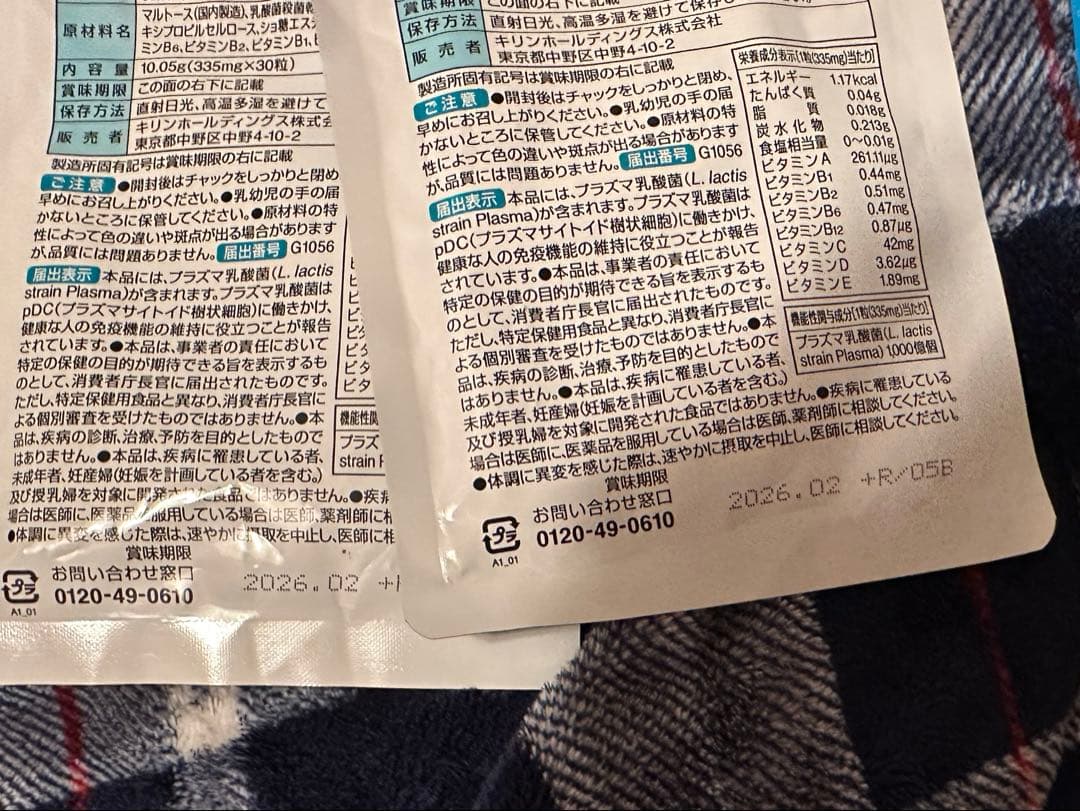 原材料名
マルトース(国内製造)、乳酸菌殺菌乾
キシプロピルセルロース、ショ糖エス
ミンB6、ビタミンB2、ビタミンB1、
内容量 10.05g(335mg×30粒)
賞味期限 この面の右下に記載
保存方法 直射日光、高温多湿を避けて
販売者 キリンホールディングス株式会
東京都中野区中野4-10-2
製造所固有記号は賞味期限の右に記載
ご注意 ●開封後はチャックをしっかりと閉め、
早めにお召し上がりください。●乳幼児の手の届
かないところに保管してください。●原材料の特
性によって色の違いや斑点が出る場合があります
が、品質には問題ありません。 届出番号 G1056
届出表示 本品には、プラズマ乳酸菌(L. lactis
strain Plasma)が含まれます。プラズマ乳酸菌は
pDC(プラズマサイトイド樹状細胞)に働きかけ、
健康な人の免疫機能の維持に役立つことが報告
されています。●本品は、事業者の責任において
特定の保健の目的が期待できる旨を表示するも
のとして、消費者庁長官に届出されたものです。
ただし、特定保健用食品と異なり、消費者庁長官に
よる個別審査を受けたものではありません。●本
品は、疾病の診断、治療、予防を目的としたもので
はありません。●本品は、疾病に罹患している者、
未成年者、妊産婦(妊娠を計画している者を含む。)
及び授乳婦を対象に開発された食品ではありません。●疾病
場合は医師に、医薬品を服用している場合は医師、薬剤師に相
●体調に異変を感じた際は、速やかに摂取を中止し、医師に相
賞味期限
2026.02 +
プラ
A1_01
お問い合わせ窓口
0120-49-0610
機能性関
プラズ
strain P
賞味期限 この面の右下に記載
保存方法 直射日光、高温多湿を避けて保存
販売者 キリンホールディングス株式会社
東京都中野区中野4-10-2
製造所固有記号は賞味期限の右に記載
ご注意 ●開封後はチャックをしっかりと閉め、
早めにお召し上がりください。●乳幼児の手の届
かないところに保管してください。●原材料の特
性によって色の違いや斑点が出る場合があります
が、品質には問題ありません。 届出番号 G1056
届出表示 本品には、プラズマ乳酸菌(L. lactis
strain Plasma)が含まれます。プラズマ乳酸菌は
pDC(プラズマサイトイド樹状細胞)に働きかけ、
健康な人の免疫機能の維持に役立つことが報告
されています。●本品は、事業者の責任において
特定の保健の目的が期待できる旨を表示するも
のとして、消費者庁長官に届出されたものです。
ただし、特定保健用食品と異なり、消費者庁長官に
よる個別審査を受けたものではありません。●本
品は、疾病の診断、治療、予防を目的としたもので
はありません。●本品は、疾病に罹患している者、
未成年者、妊産婦(妊娠を計画している者を含む。)
及び授乳婦を対象に開発された食品ではありません。●疾病に罹患している
場合は医師に、医薬品を服用している場合は医師、薬剤師に相談してください。
●体調に異変を感じた際は、速やかに摂取を中止し、医師に相談してください。
賞味期限
2026.02 +R/05B
プラ
A1_01
お問い合わせ窓口
0120-49-0610
栄養成分表示[1粒(335mg)当たり]
エネルギー 1.17kcal
たんぱく質 0.04g
脂質 0.018g
炭水化物 0.213g
食塩相当量 0〜0.01g
ビタミンA 261.11μg
ビタミンB1 0.44mg
ビタミンB2 0.51mg
ビタミンB6 0.47mg
ビタミンB12 0.87μg
ビタミンC 42mg
ビタミンD 3.62μg
ビタミンE 1.89mg
機能性関与成分[1粒(335mg)当たり]
プラズマ乳酸菌(L. lactis
strain Plasma) 1,000億個